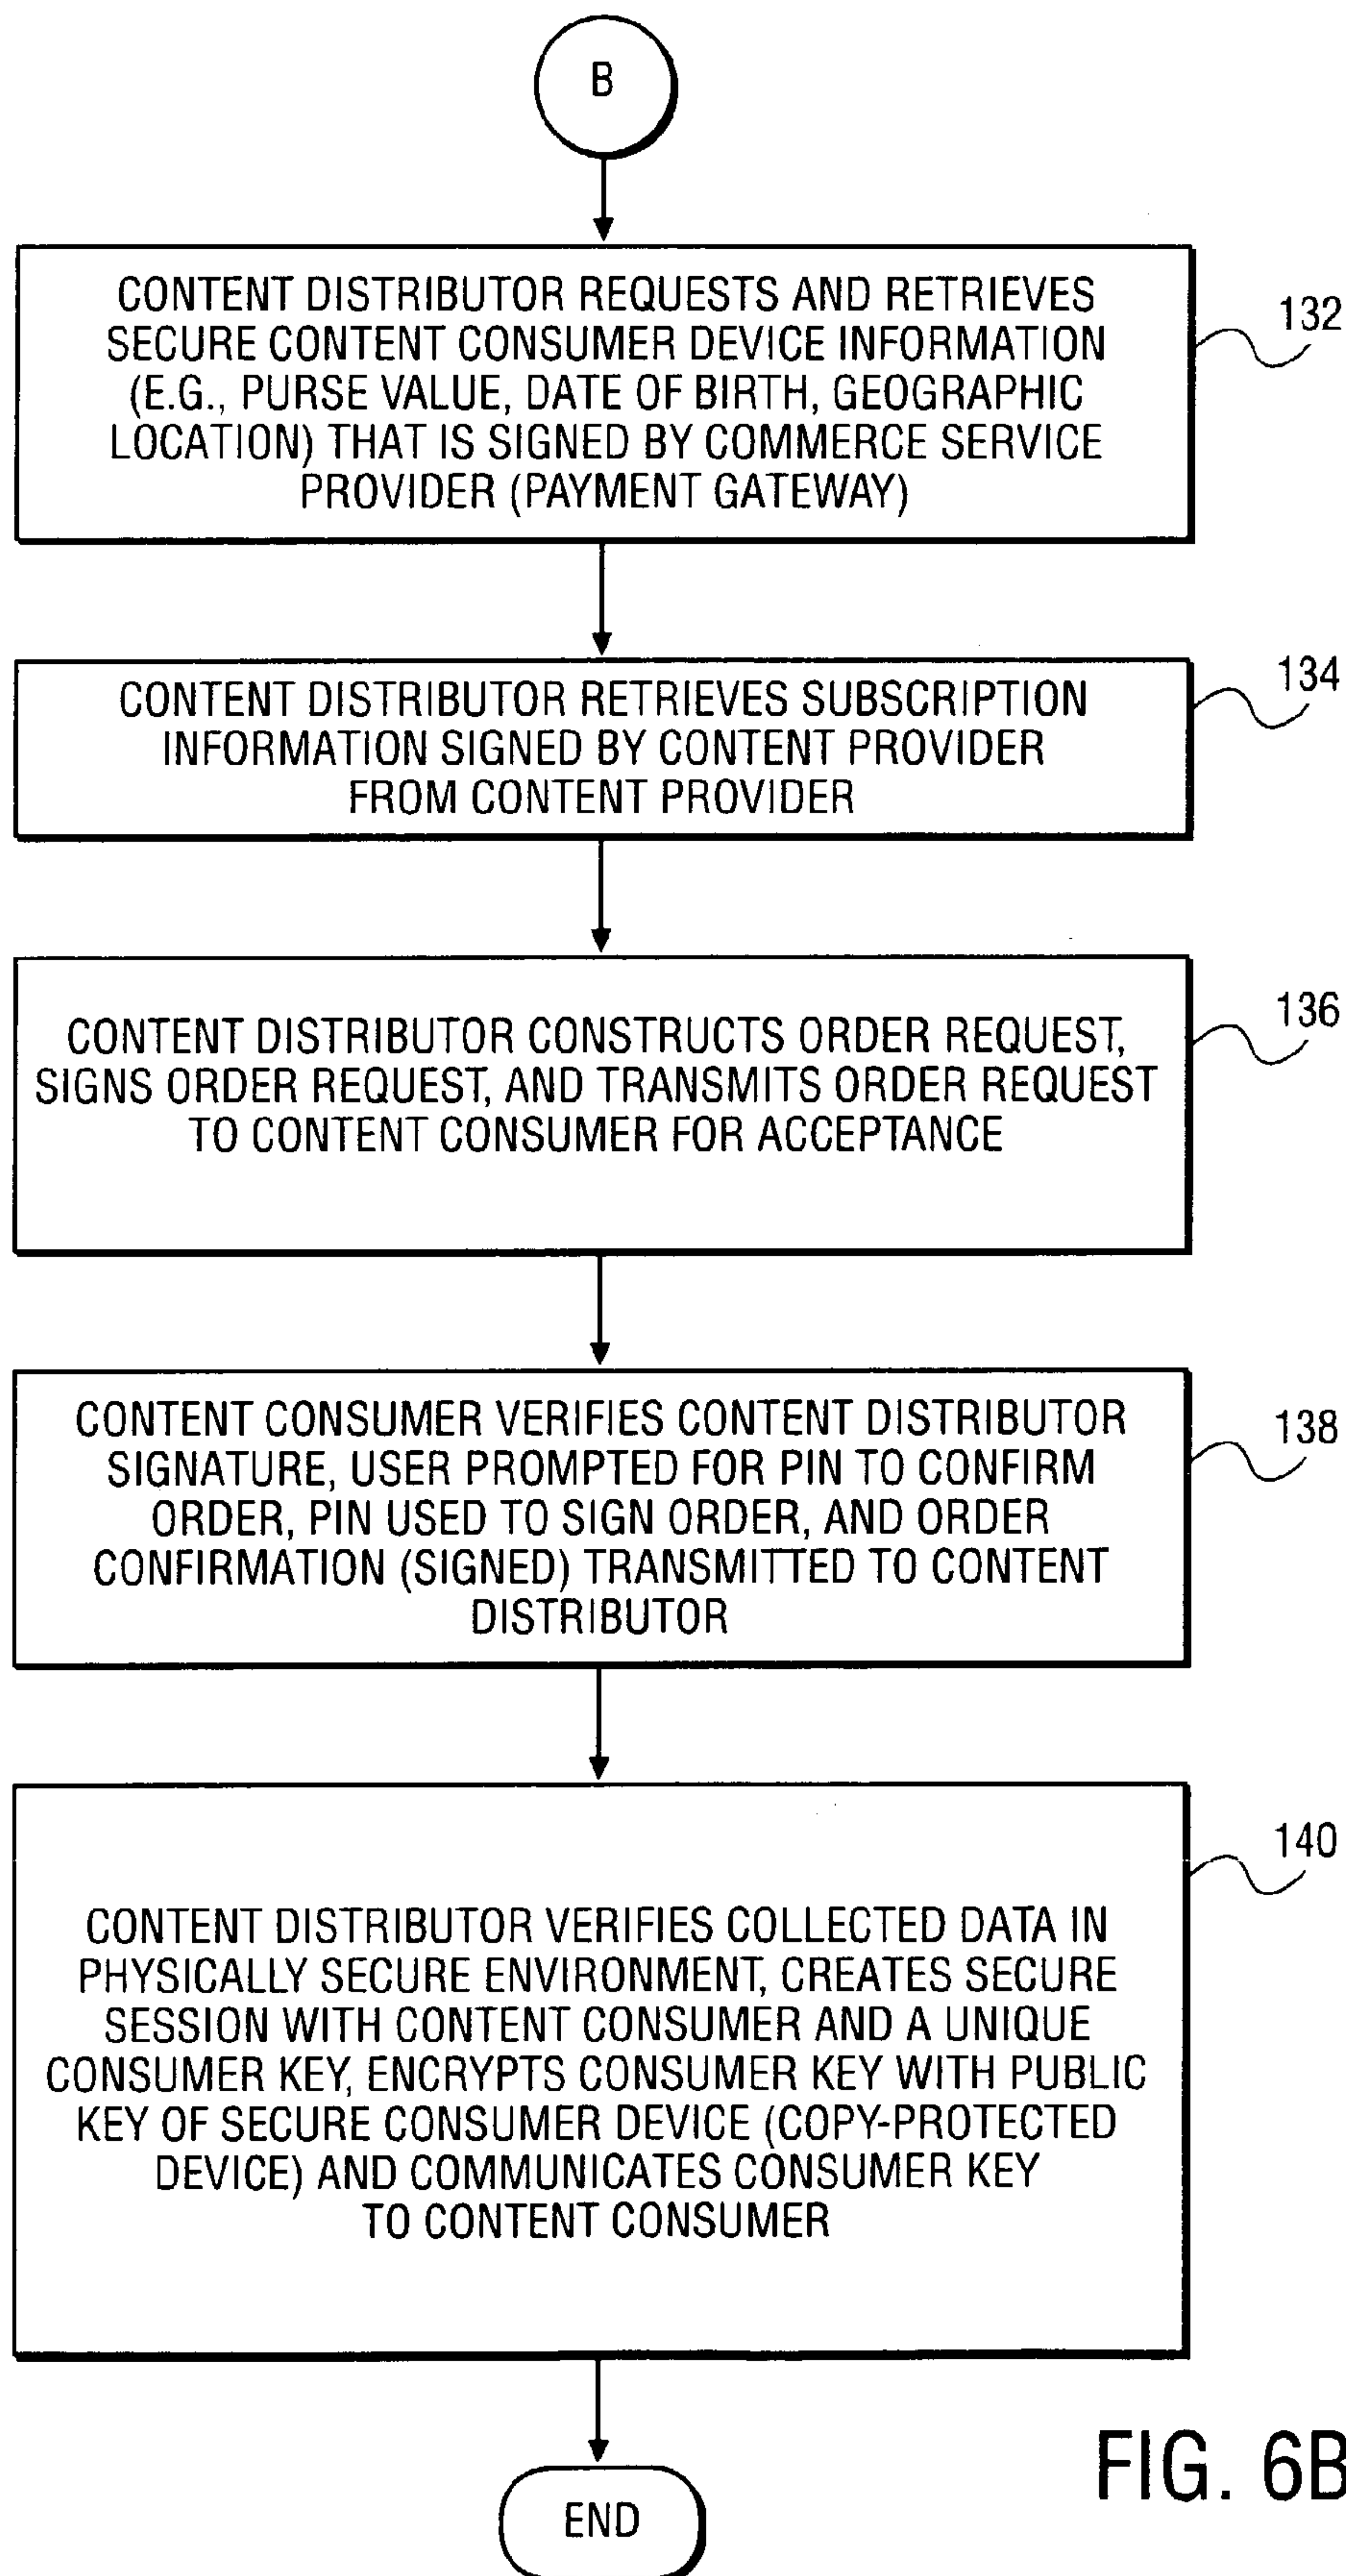 B
CONTENT DISTRIBUTOR REQUESTS AND RETRIEVES
SECURE CONTENT CONSUMER DEVICE INFORMATION
(E.G., PURSE VALUE, DATE OF BIRTH, GEOGRAPHIC
LOCATION) THAT IS SIGNED BY COMMERCE SERVICE
PROVIDER (PAYMENT GATEWAY)
132
CONTENT DISTRIBUTOR RETRIEVES SUBSCRIPTION
INFORMATION SIGNED BY CONTENT PROVIDER
FROM CONTENT PROVIDER
134
CONTENT DISTRIBUTOR CONSTRUCTS ORDER REQUEST,
SIGNS ORDER REQUEST, AND TRANSMITS ORDER REQUEST
TO CONTENT CONSUMER FOR ACCEPTANCE
136
CONTENT CONSUMER VERIFIES CONTENT DISTRIBUTOR
SIGNATURE, USER PROMPTED FOR PIN TO CONFIRM
ORDER, PIN USED TO SIGN ORDER, AND ORDER
CONFIRMATION (SIGNED) TRANSMITTED TO CONTENT
DISTRIBUTOR
138
CONTENT DISTRIBUTOR VERIFIES COLLECTED DATA IN
PHYSICALLY SECURE ENVIRONMENT, CREATES SECURE
SESSION WITH CONTENT CONSUMER AND A UNIQUE
CONSUMER KEY, ENCRYPTS CONSUMER KEY WITH PUBLIC
KEY OF SECURE CONSUMER DEVICE (COPY-PROTECTED
DEVICE) AND COMMUNICATES CONSUMER KEY
TO CONTENT CONSUMER
140
END
FIG. 6B